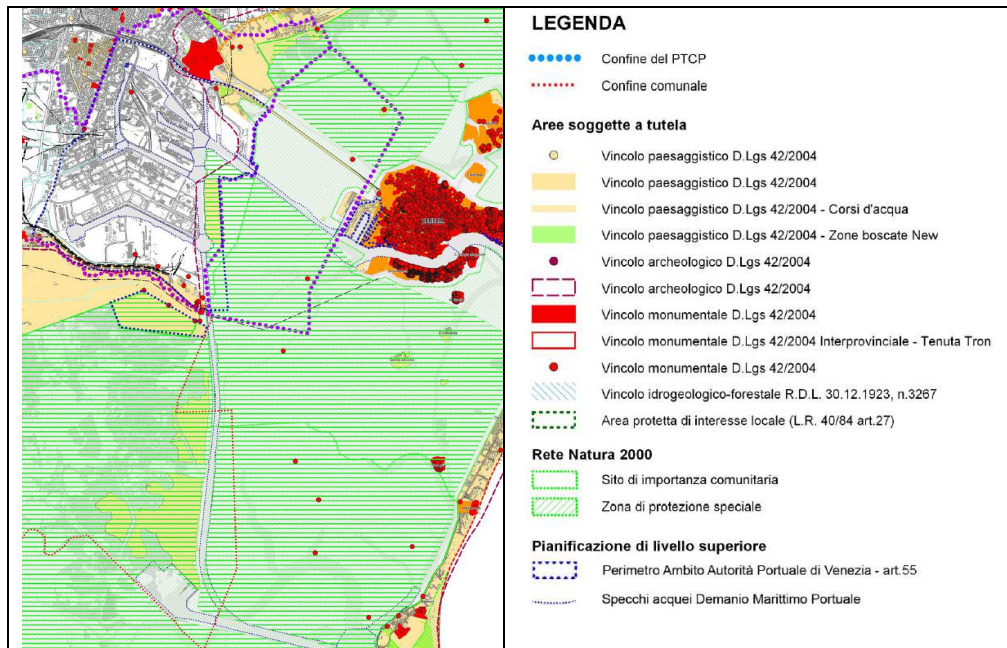 LEGENDA
Confine del PTCP
Confine comunale
Aree soggette a tutela
Vincolo paesaggistico D.Lgs 42/2004
Vincolo paesaggistico D.Lgs 42/2004
Vincolo paesaggistico D.Lgs 42/2004 - Corsi d'acqua
Vincolo paesaggistico D.Lgs 42/2004 - Zone boscate New
Vincolo archeologico D.Lgs 42/2004
Vincolo archeologico D.Lgs 42/2004
Vincolo monumentale D.Lgs 42/2004
Vincolo monumentale D.Lgs 42/2004 Interprovinciale - Tenuta Tron
Vincolo monumentale D.Lgs 42/2004
Vincolo idrogeologico-forestale R.D.L. 30.12.1923, n.3267
Area protetta di interesse locale (L.R. 40/84 art.27)
Rete Natura 2000
Sito di importanza comunitaria
Zona di protezione speciale
Pianificazione di livello superiore
Perimetro Ambito Autorità Portuale di Venezia - art.55
Specchi acquei Demanio Marittimo Portuale